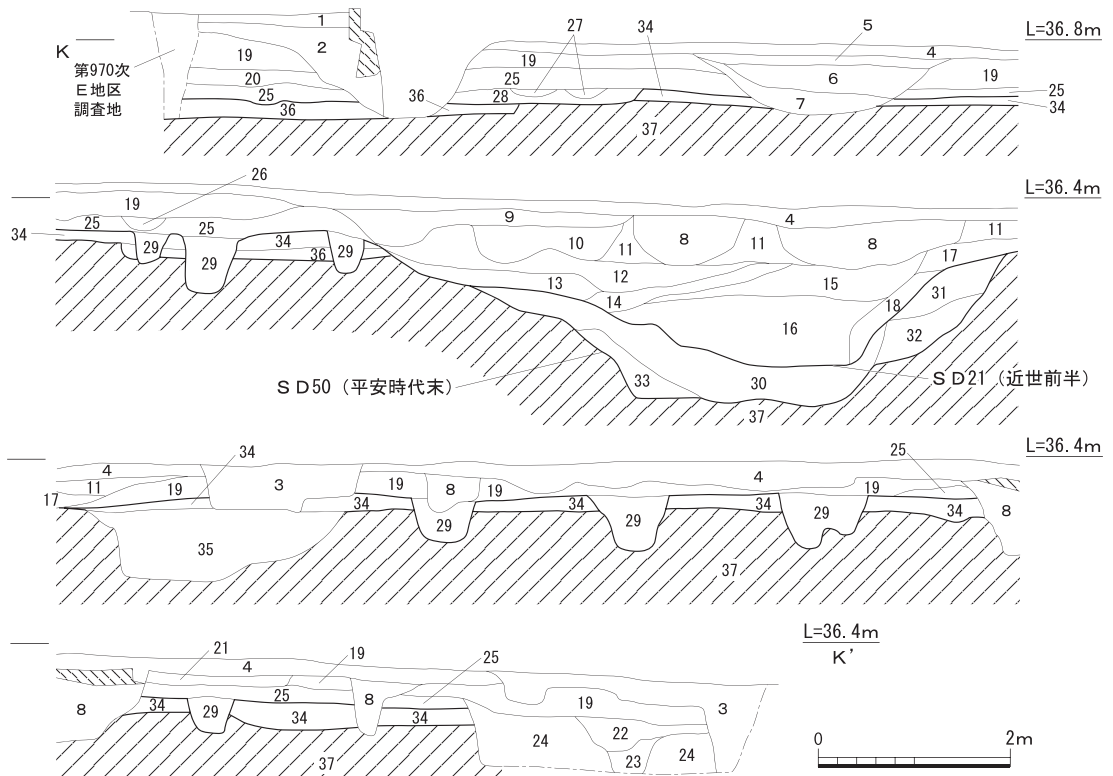 1 27 34 5 L=36.8m
K 2 4
第970次 19 19 6 19
Ｅ地区 20 25 25
調査地 25 36 28 7 34
36 37
26 L=36.4m
19 9 4
25 25 10 11 8 11 8 11
34 29 29 34 29 12 17
36 13 15 31
14 18
16 32
ＳＤ50（平安時代末） 33 30 ＳＤ21（近世前半）
37
34 25 L=36.4m
4 4
11 19 3 19 8 19 19
17 34 34 34 34 8
29 29 29
35 37
L=36.4m
K’
21 4 19 25
25 19
8 34 29 34 8 34 3
22
24 23 24
37
0 2m